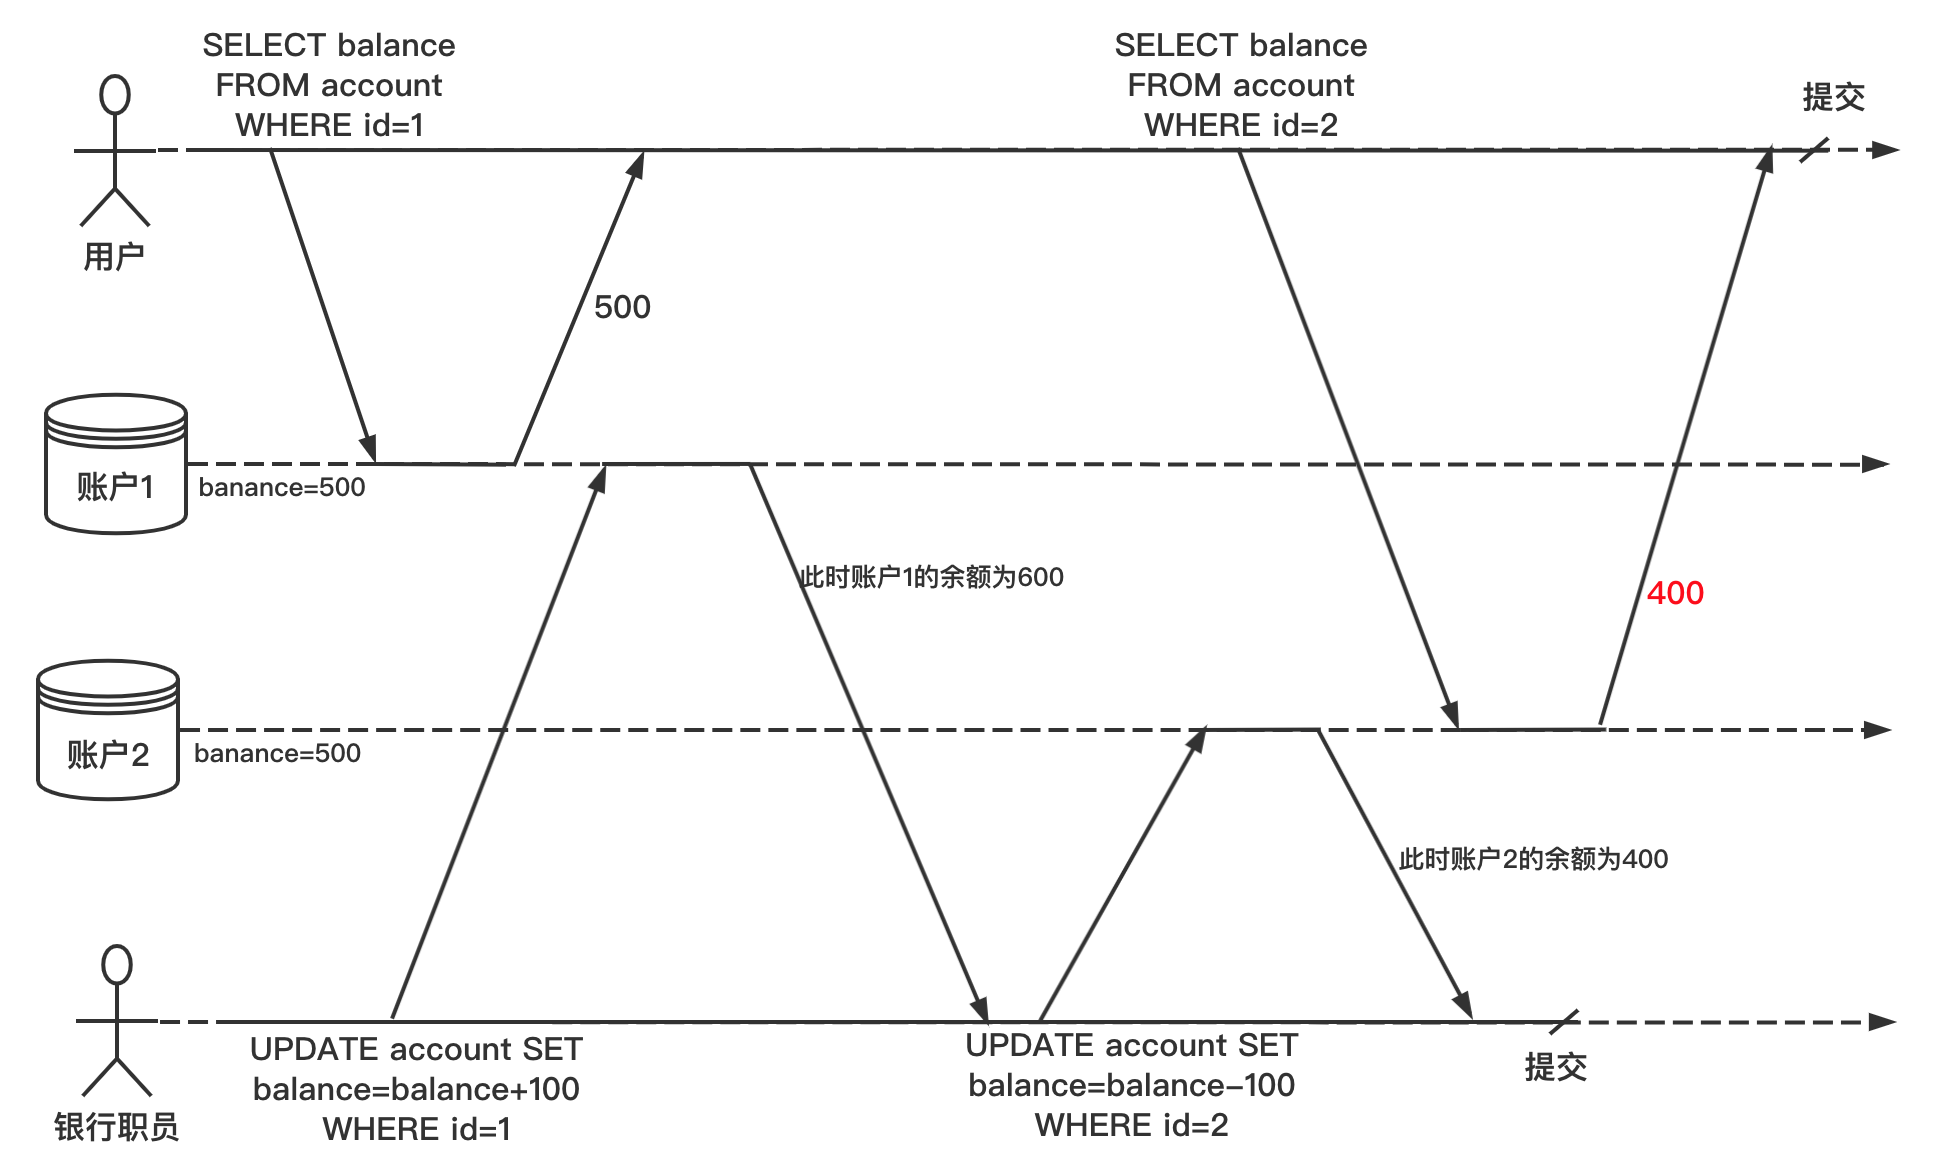 SELECT balance
FROM account
WHERE id=1
SELECT balance
FROM account
WHERE id=2
提交
用户
500
账户1
banance=500
此时账户1的余额为600
400
账户2
banance=500
此时账户2的余额为400
银行职员
UPDATE account SET
balance=balance+100
WHERE id=1
UPDATE account SET
balance=balance-100
WHERE id=2
提交